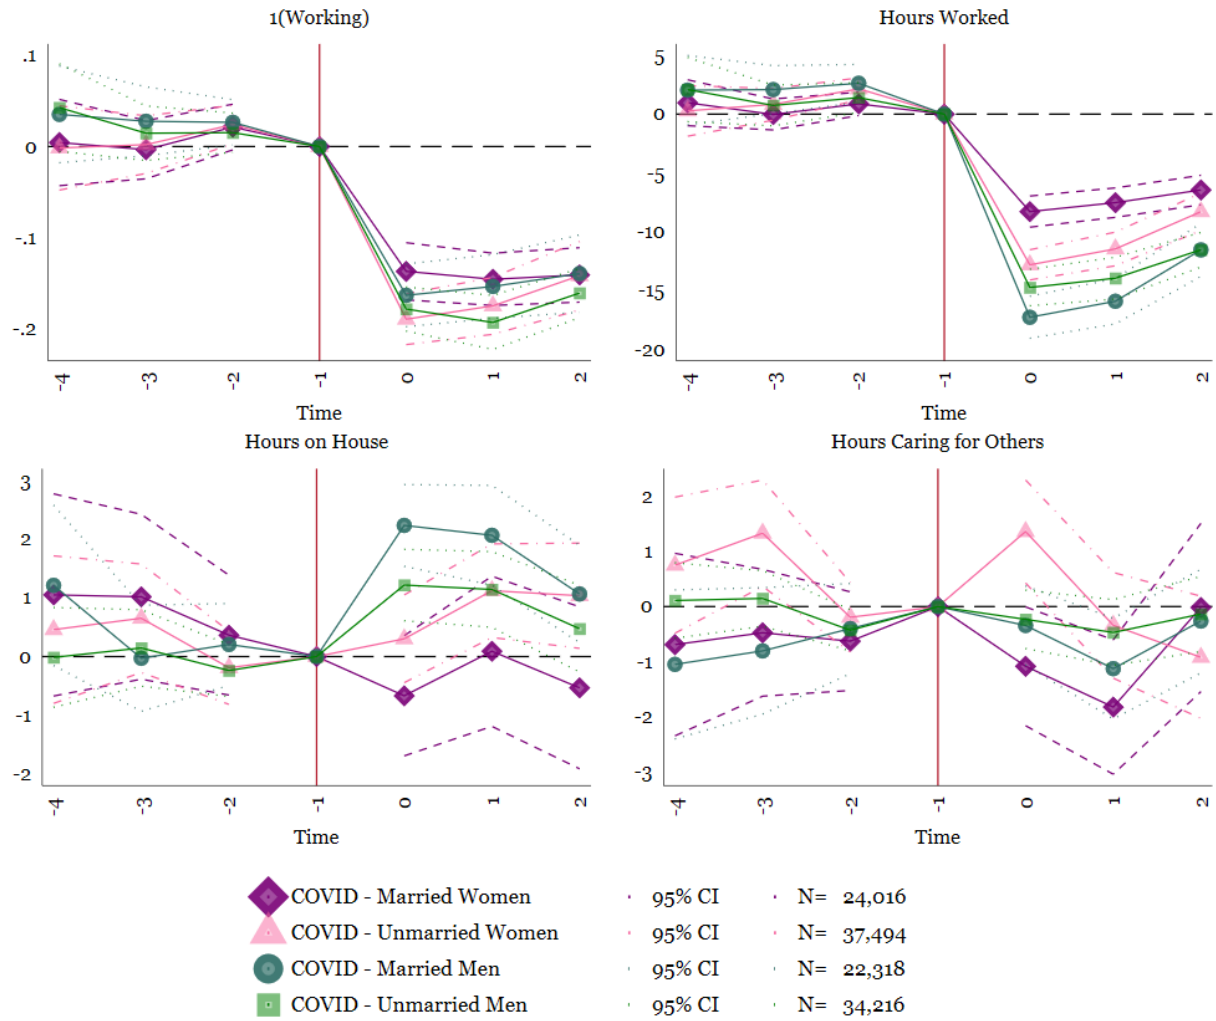 1(Working)
Hours Worked
.1
0
-.1
-.2
-4 -3 -2 -1 0 1 2
Time
5
0
-5
-10
-15
-20
-4 -3 -2 -1 0 1 2
Time
Hours on House
Hours Caring for Others
3
2
1
0
-1
-2
-4 -3 -2 -1 0 1 2
Time
2
1
0
-1
-2
-3
-4 -3 -2 -1 0 1 2
Time
COVID - Married Women 95% CI N= 24,016
COVID - Unmarried Women 95% CI N= 37,494
COVID - Married Men 95% CI N= 22,318
COVID - Unmarried Men 95% CI N= 34,216